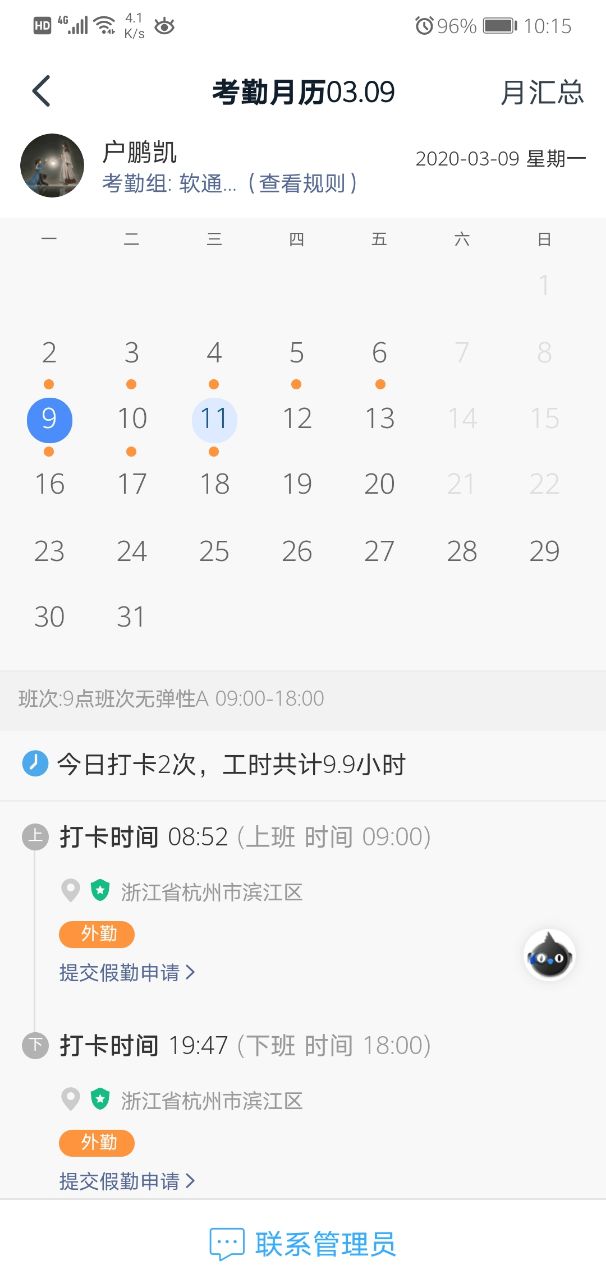 HD 4G 4.1 K/s 96% 10:15
考勤月历03.09 月汇总
户鹏凯
2020-03-09 星期一
考勤组: 软通... (查看规则)
一 二 三 四 五 六 日
1
2 3 4 5 6 7 8
9 10 11 12 13 14 15
16 17 18 19 20 21 22
23 24 25 26 27 28 29
30 31
班次:9点班次无弹性A 09:00-18:00
今日打卡2次，工时共计9.9小时
上 打卡时间 08:52 (上班 时间 09:00)
浙江省杭州市滨江区
外勤
提交假勤申请
下 打卡时间 19:47 (下班 时间 18:00)
浙江省杭州市滨江区
外勤
提交假勤申请
联系管理员